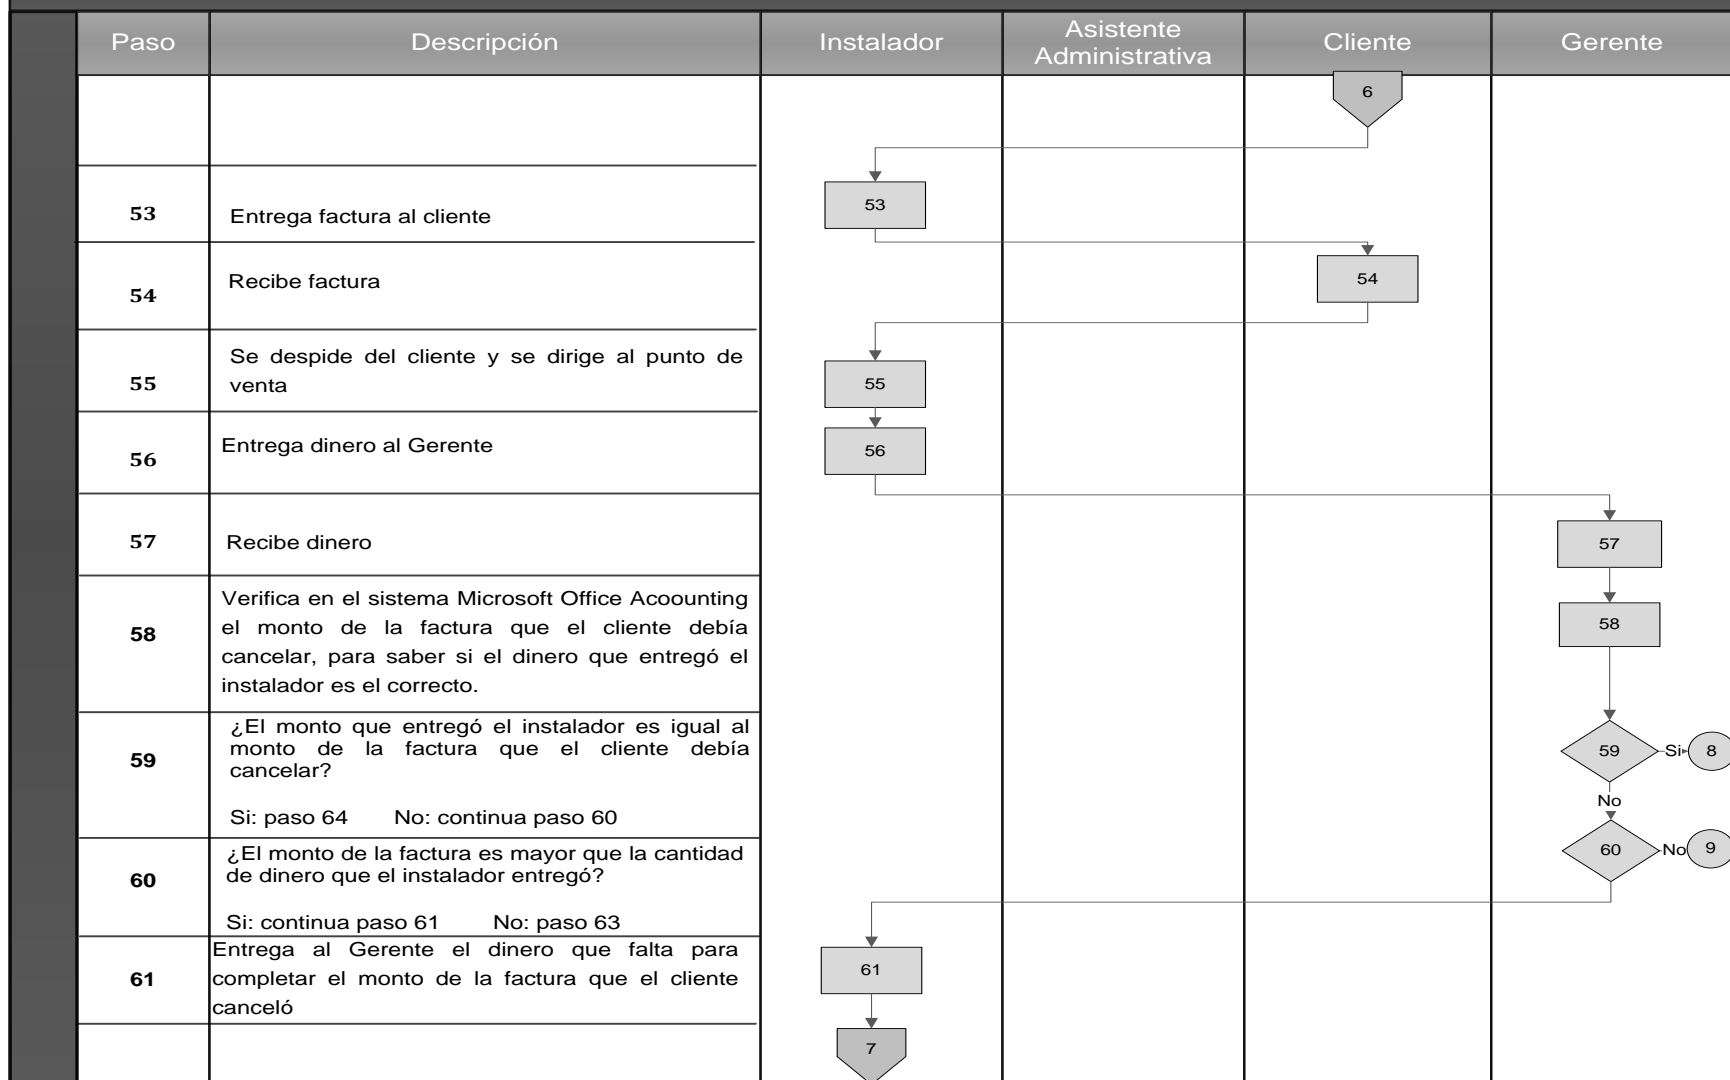 Paso
Descripción
Instalador
Asistente
Administrativa
Cliente
Gerente
6
53
Entrega factura al cliente
53
54
Recibe factura
54
55
Se despide del cliente y se dirige al punto de
venta
55
56
Entrega dinero al Gerente
56
57
Recibe dinero
57
58
Verifica en el sistema Microsoft Office Acoounting
el monto de la factura que el cliente debía
cancelar, para saber si el dinero que entregó el
instalador es el correcto.
58
59
¿El monto que entregó el instalador es igual al
monto de la factura que el cliente debía
cancelar?
Si: paso 64 No: continua paso 60
59
Si
8
No
60
¿El monto de la factura es mayor que la cantidad
de dinero que el instalador entregó?
Si: continua paso 61 No: paso 63
60
No
9
61
Entrega al Gerente el dinero que falta para
completar el monto de la factura que el cliente
canceló
61
7